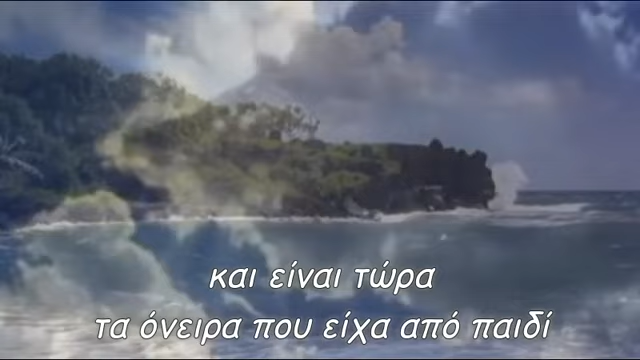 και είναι τώρα
τα όνειρα που είχα από παιδί